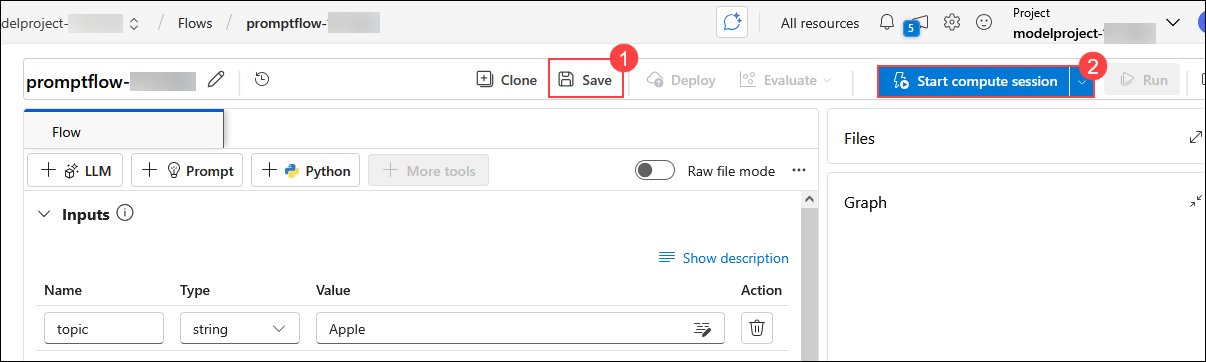 delproject- / Flows / promptflow- All resources 5 Project
modelproject-
1 2
promptflow- Clone Save Deploy Evaluate Start compute session Run
Flow
Files
+ LLM + Prompt + Python + More tools Raw file mode ...
Inputs
Graph
Show description
Name Type Value Action
topic string Apple